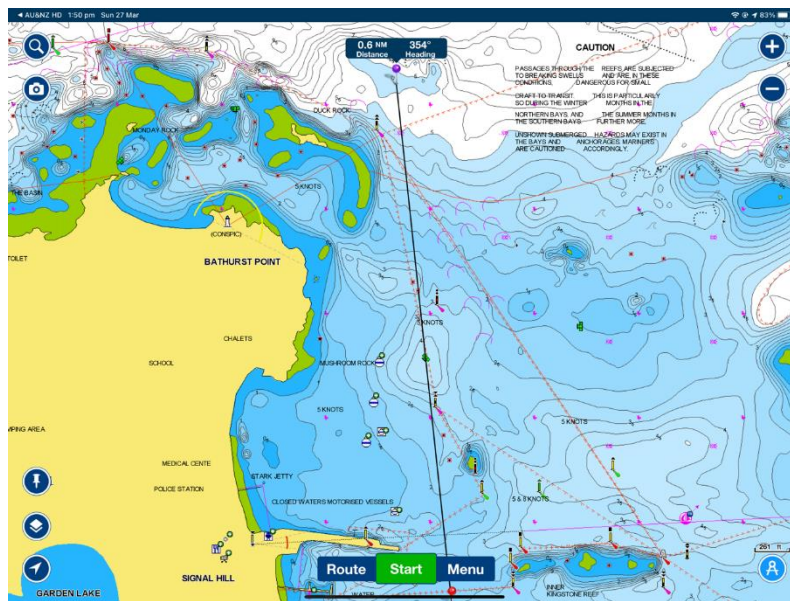 ◀ AU&NZ HD 1:50 pm Sun 27 Mar
83%
0.6 NM 354°
Distance Heading
CAUTION
PASSAGES THROUGH THE REEFS ARE SUBJECTED
TO BREAKING SWELLS AND ARE, IN THESE
CONDITIONS, DANGEROUS FOR SMALL
CRAFT TO TRANSIT. THIS IS PARTICULARLY
SO DURING THE WINTER MONTHS IN THE
NORTHERN BAYS, AND THE SUMMER MONTHS IN
THE SOUTHERN BAYS FURTHER MORE,
UNSHOWN SUBMERGED HAZARDS MAY EXIST IN
THE BAYS AND ANCHORAGES, MARINERS
ARE CAUTIONED ACCORDINGLY.
DUCK ROCK
MONDAY ROCK
THE BASIN
5 KNOTS
(CONSPIC)
BATHURST POINT
TOILET
KNOTS
CHALETS
SCHOOL
MUSHROOM ROCK
5 KNOTS
5 KNOTS
MPING AREA
MEDICAL CENTE
STARK JETTY
POLICE STATION
CLOSED WATERS MOTORISED VESSELS
5 & 8 KNOTS
261 ft
Route Start Menu
SIGNAL HILL
WATER
INNER
KINGSTONE REEF
GARDEN LAKE